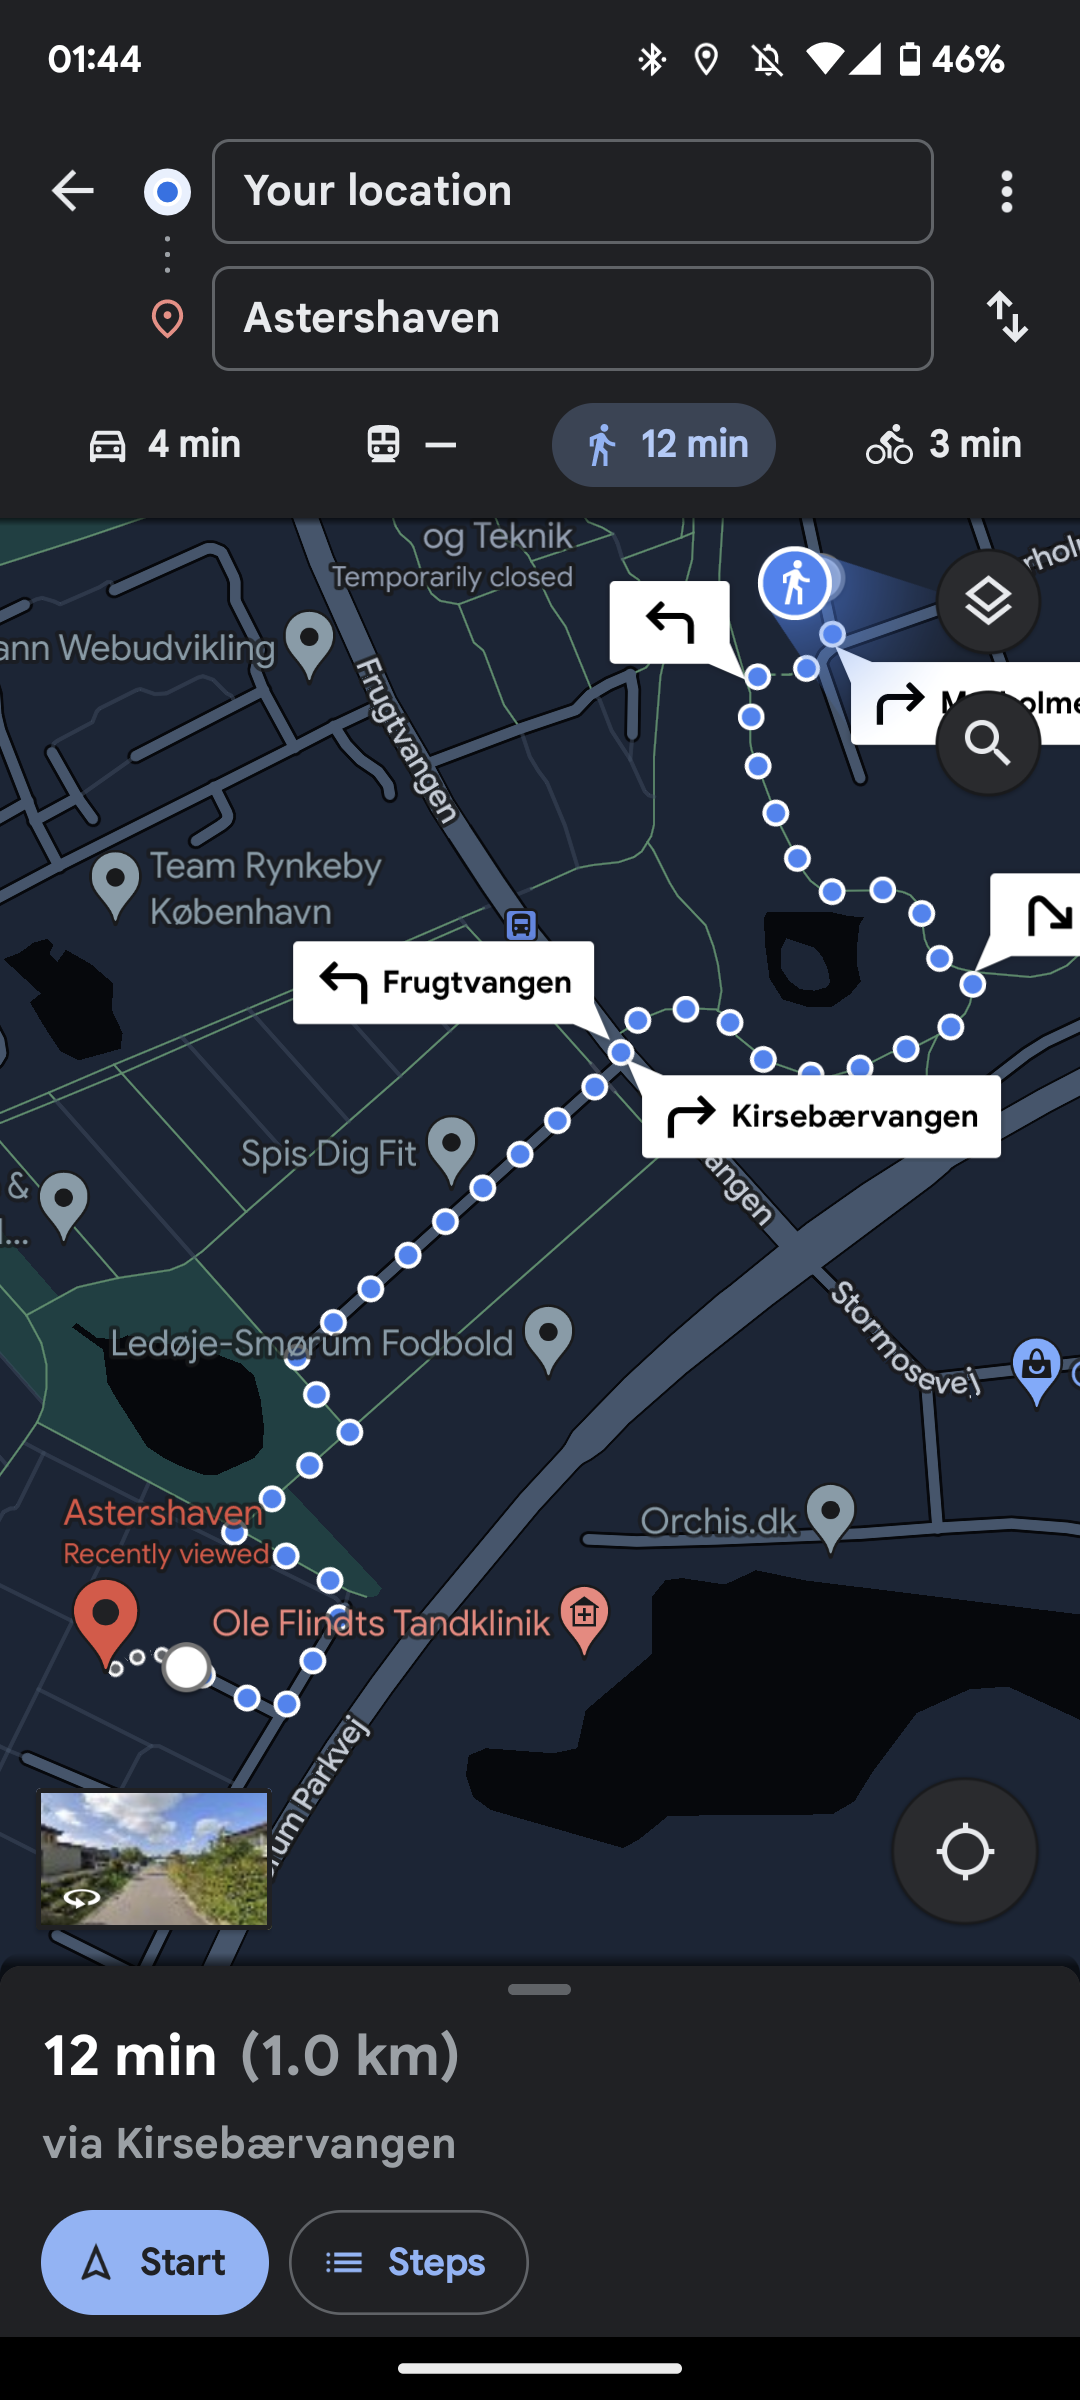 01:44
46%
Your location
Astershaven
4 min
—
12 min
3 min
og Teknik
Temporarily closed
ann Webudvikling
Frugtvangen
Team Rynkeby
København
Frugtvangen
Kirsebærvangen
angen
Spis Dig Fit
&
Stormosevej
Ledøje-Smørum Fodbold
Astershaven
Recently viewed
Orchis.dk
Ole Flindts Tandklinik
rum Parkvej
12 min (1.0 km)
via Kirsebærvangen
Start
Steps